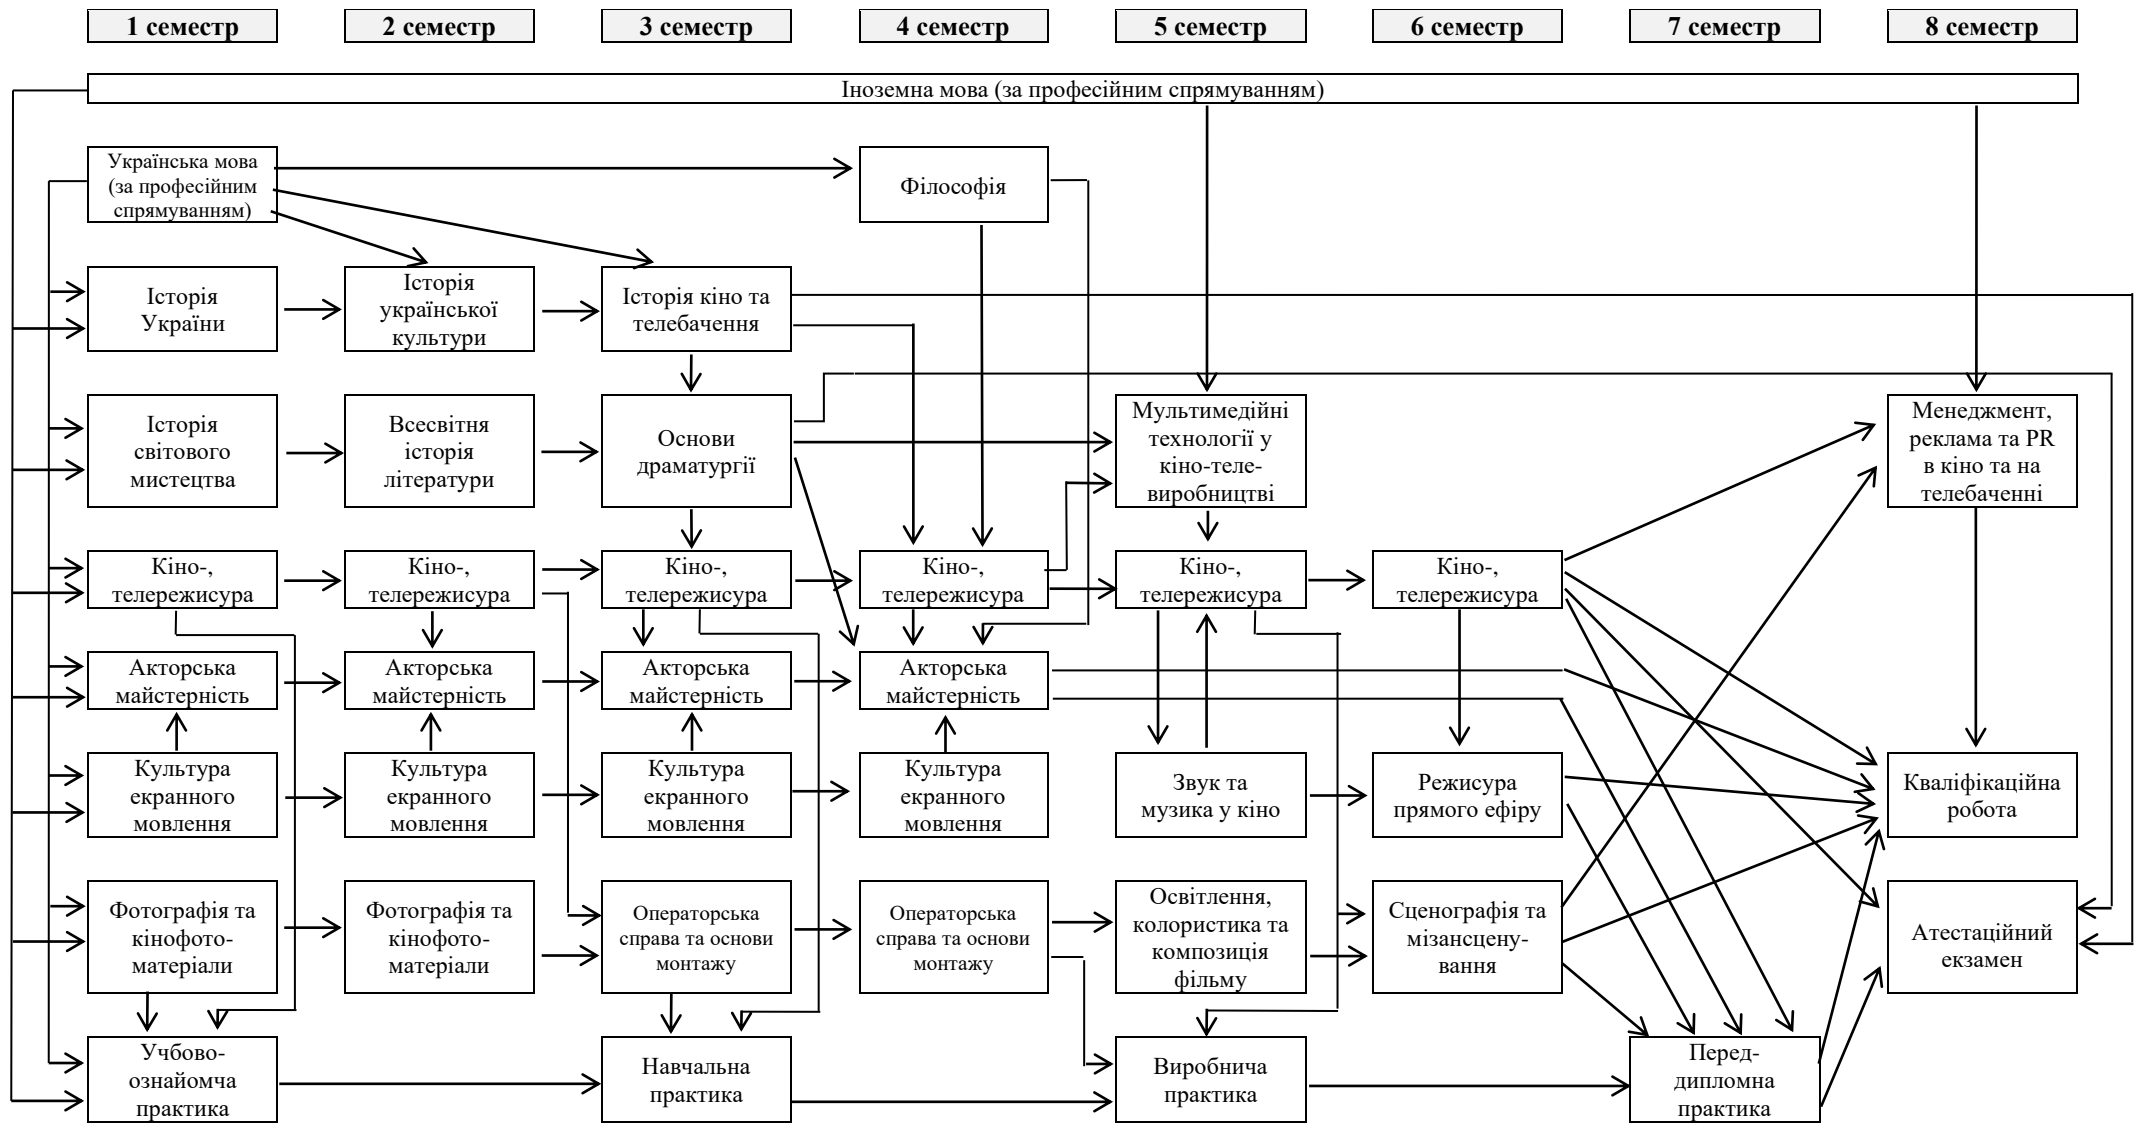 1 семестр
2 семестр
3 семестр
4 семестр
5 семестр
6 семестр
7 семестр
8 семестр
Іноземна мова (за професійним спрямуванням)
Українська мова
(за професійним
спрямуванням)
Філософія
Історія
України
Історія
української
культури
Історія кіно та
телебачення
Історія
світового
мистецтва
Всесвітня
історія
літератури
Основи
драматургії
Мультимедійні
технології у
кіно-теле-
виробництві
Менеджмент,
реклама та PR
в кіно та на
телебаченні
Кіно-,
телережисура
Кіно-,
телережисура
Кіно-,
телережисура
Кіно-,
телережисура
Кіно-,
телережисура
Кіно-,
телережисура
Акторська
майстерність
Акторська
майстерність
Акторська
майстерність
Акторська
майстерність
Культура
екранного
мовлення
Культура
екранного
мовлення
Культура
екранного
мовлення
Культура
екранного
мовлення
Звук та
музика у кіно
Режисура
прямого ефіру
Кваліфікаційна
робота
Фотографія та
кінофото-
матеріали
Фотографія та
кінофото-
матеріали
Операторська
справа та основи
монтажу
Операторська
справа та основи
монтажу
Освітлення,
колористика та
композиція
фільму
Сценографія та
мізансцену-
вання
Атестаційний
екзамен
Учбово-
ознайомча
практика
Навчальна
практика
Виробнича
практика
Перед-
дипломна
практика